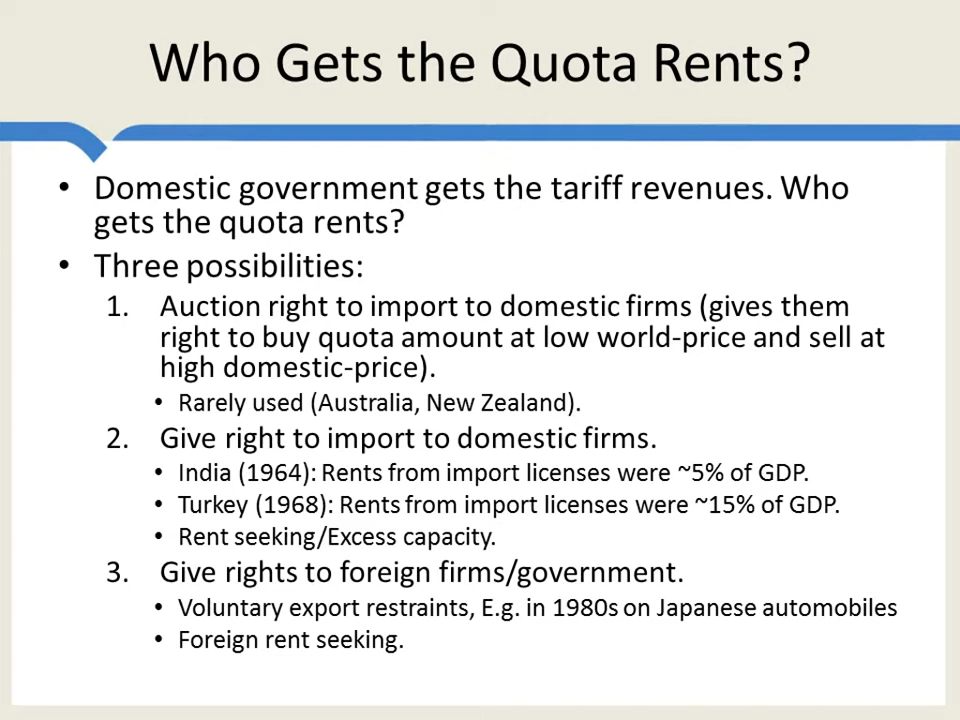 Who Gets the Quota Rents?
• Domestic government gets the tariff revenues. Who
gets the quota rents?
• Three possibilities:
1. Auction right to import to domestic firms (gives them
right to buy quota amount at low world-price and sell at
high domestic-price).
• Rarely used (Australia, New Zealand).
2. Give right to import to domestic firms.
• India (1964): Rents from import licenses were ~5% of GDP.
• Turkey (1968): Rents from import licenses were ~15% of GDP.
• Rent seeking/Excess capacity.
3. Give rights to foreign firms/government.
• Voluntary export restraints, E.g. in 1980s on Japanese automobiles
• Foreign rent seeking.